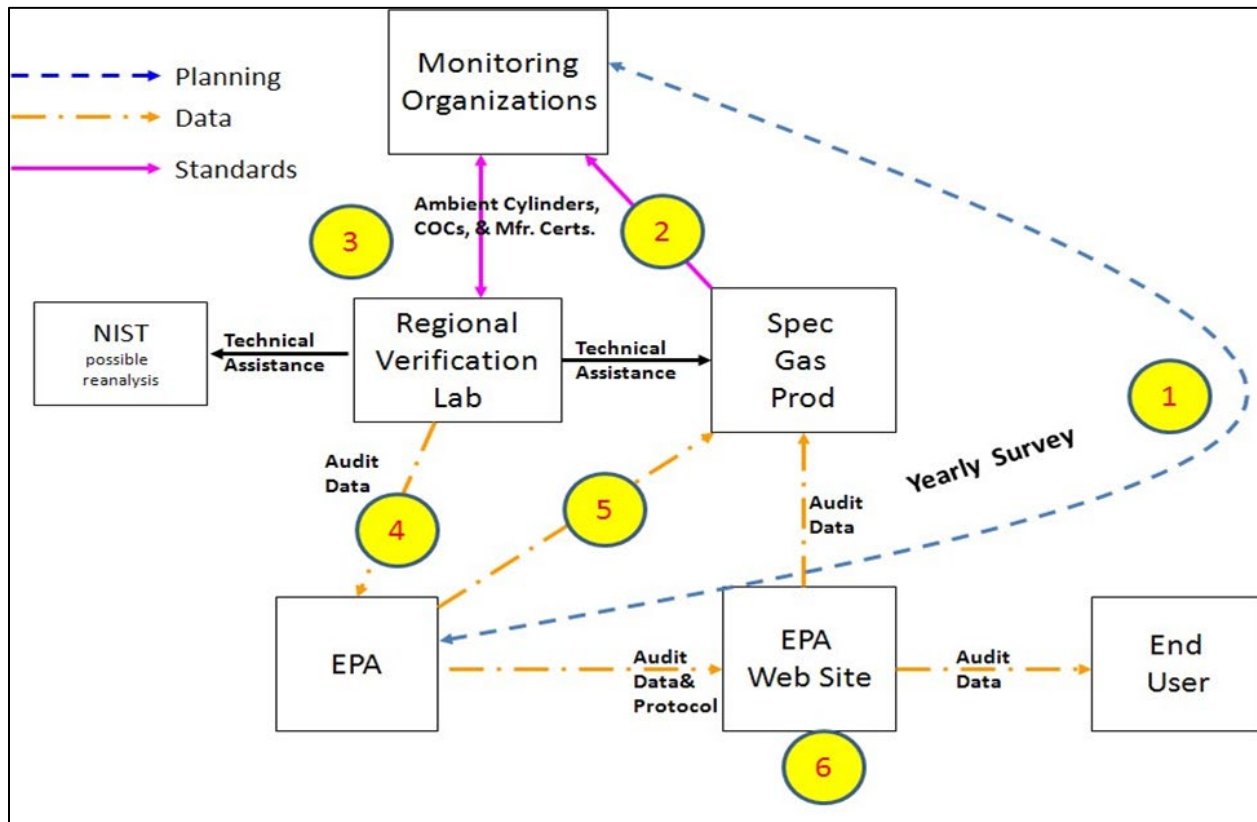 Monitoring
Organizations
Planning
Data
Standards
Ambient Cylinders,
COCs, & Mfr. Certs.
2
3
NIST
possible
reanalysis
Technical
Assistance
Regional
Verification
Lab
Technical
Assistance
Spec
Gas
Prod
1
Yearly Survey
Audit
Data
4
5
Audit
Data
EPA
Audit
Data&
Protocol
EPA
Web Site
Audit
Data
End
User
6